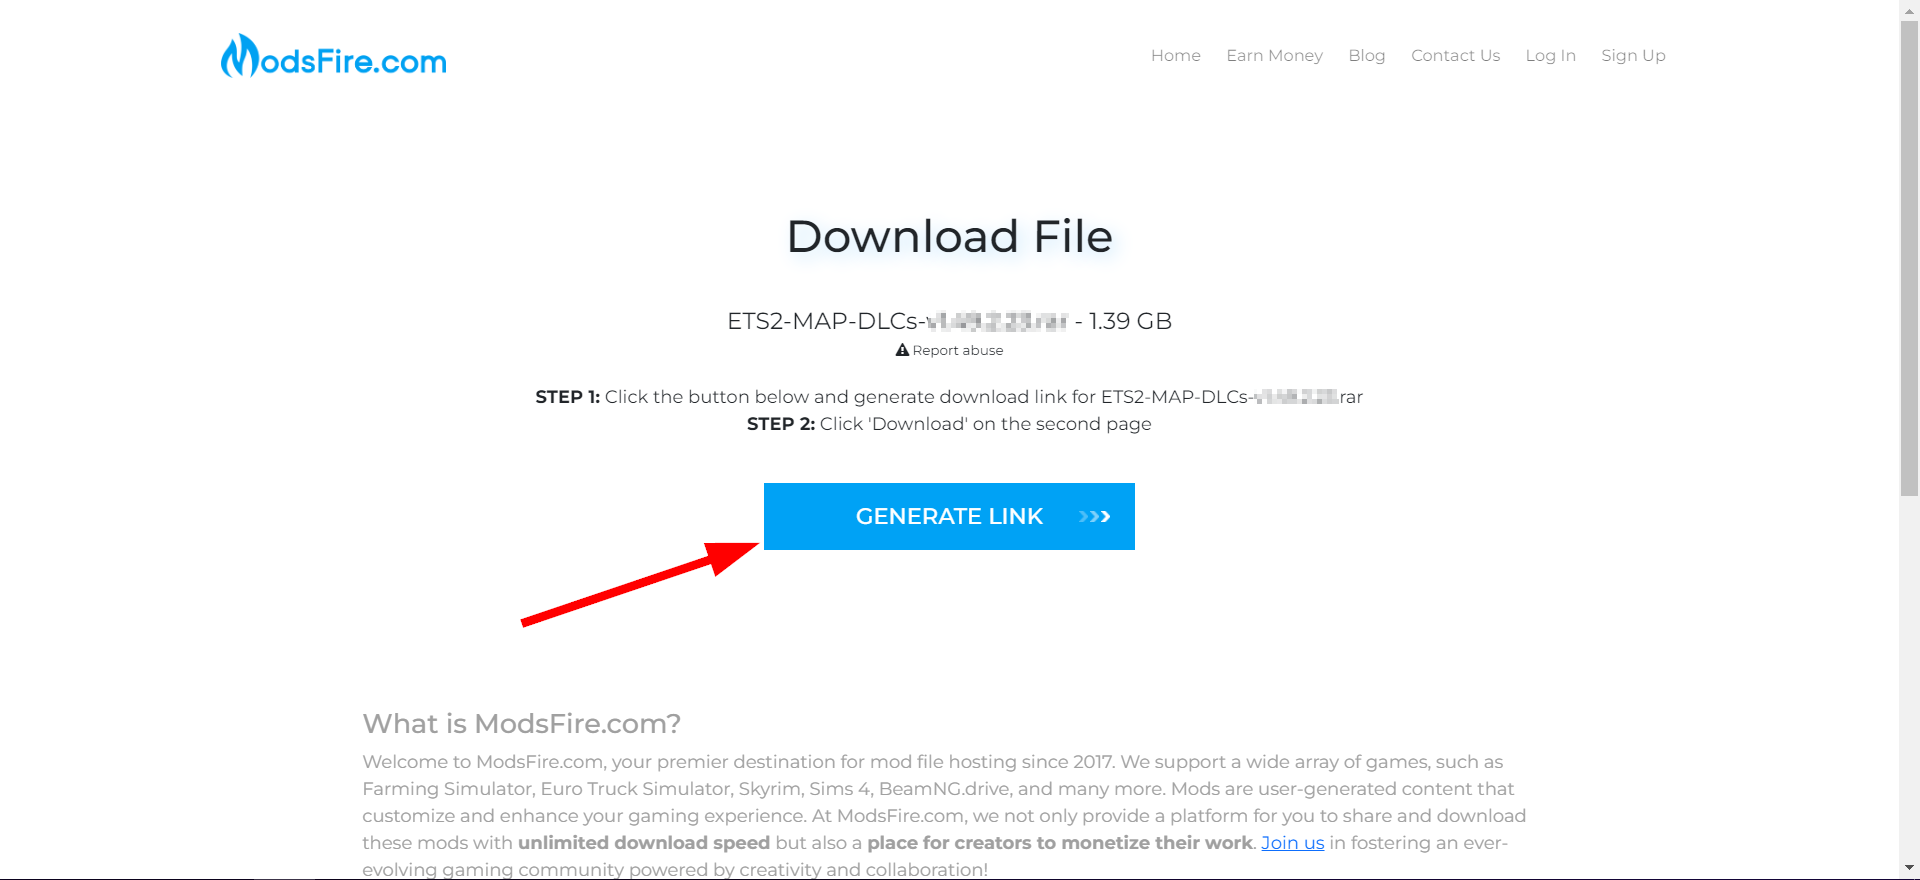 ModsFire.com
Home Earn Money Blog Contact Us Log In Sign Up
Download File
ETS2-MAP-DLCs- - 1.39 GB
Report abuse
STEP 1: Click the button below and generate download link for ETS2-MAP-DLCs- .rar
STEP 2: Click 'Download' on the second page
GENERATE LINK
What is ModsFire.com?
Welcome to ModsFire.com, your premier destination for mod file hosting since 2017. We support a wide array of games, such as
Farming Simulator, Euro Truck Simulator, Skyrim, Sims 4, BeamNG.drive, and many more. Mods are user-generated content that
customize and enhance your gaming experience. At ModsFire.com, we not only provide a platform for you to share and download
these mods with unlimited download speed but also a place for creators to monetize their work. Join us in fostering an ever-
evolving gaming community powered by creativity and collaboration!